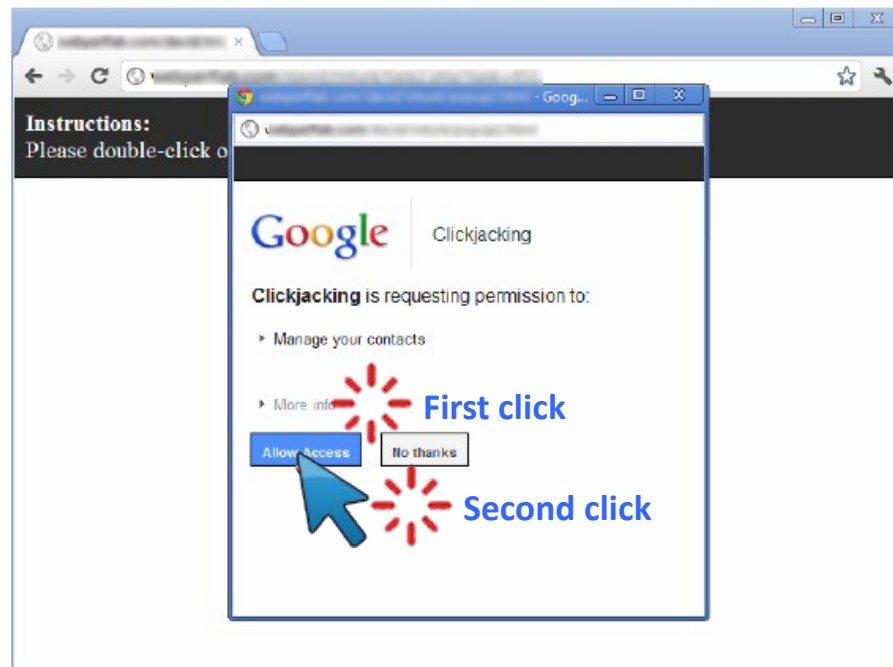 - Goog...
Instructions:
Please double-click o
Google
Clickjacking
Clickjacking is requesting permission to:
Manage your contacts
More info
First click
Allow Access
No thanks
Second click